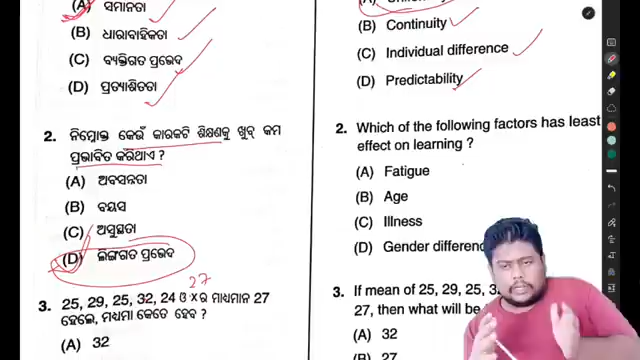 (A) ସମାନତା
(B) ଧାରାବାହିକତା
(C) ବ୍ୟକ୍ତିଗତ ପ୍ରଭେଦ
(D) ପ୍ରତ୍ୟାଶିତତା
2. ନିମ୍ନୋକ୍ତ କେଉଁ କାରକଟି ଶିକ୍ଷଣକୁ ଖୁବ୍ କମ
ପ୍ରଭାବିତ କରିଥାଏ ?
(A) ଅବସନ୍ନତା
(B) ବୟସ
(C) ଅସୁସ୍ଥତା
(D) ଲିଙ୍ଗଗତ ପ୍ରଭେଦ
27
3. 25, 29, 25, 32, 24 ଓ x ର ମାଧ୍ୟମାନ 27
ହେଲେ, ମଧ୍ୟମା କେତେ ହେବ ?
(A) 32
(B) Continuity
(C) Individual difference
(D) Predictability
2. Which of the following factors has least
effect on learning ?
(A) Fatigue
(B) Age
(C) Illness
(D) Gender
3. If mean of 25, 29, 25,
27, then what will be
(A) 32
(B) 27